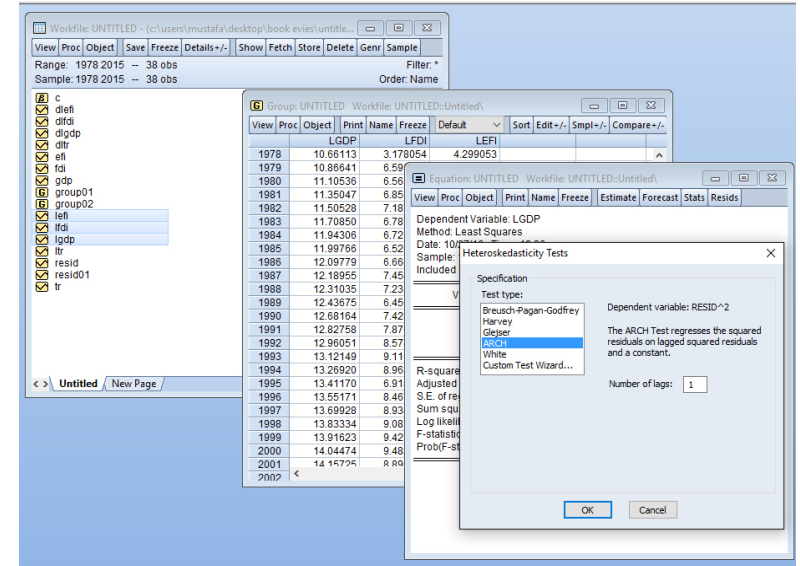 Workfile: UNTITLED - (c:\users\mustafa\desktop\book evies\untitle...
View Proc Object Save Freeze Details+/- Show Fetch Store Delete Genr Sample
Range: 1978 2015 -- 38 obs Filter: *
Sample: 1978 2015 -- 38 obs Order: Name
c
dlefi
dlfdi
dlgdp
dltr
efi
fdi
gdp
group01
group02
lefi
lfdi
lgdp
ltr
resid
resid01
tr
Untitled New Page
Group: UNTITLED Workfile: UNTITLED::Untitled\
View Proc Object Print Name Freeze Default Sort Edit+/- Smpl+/- Compare+/-
LGDP LFDI LEFI
1978 10.66113 3.178054 4.299053
1979 10.86641 6.59
1980 11.10536 6.56
1981 11.35047 6.85
1982 11.50528 7.18
1983 11.70850 6.78
1984 11.94306 6.72
1985 11.99766 6.52
1986 12.09779 6.66
1987 12.18955 7.45
1988 12.31035 7.23
1989 12.43675 6.45
1990 12.68164 7.42
1991 12.82758 7.87
1992 12.96051 8.57
1993 13.12149 9.11
1994 13.26920 8.96
1995 13.41170 6.91
1996 13.55171 8.46
1997 13.69928 8.93
1998 13.83334 9.08
1999 13.91623 9.42
2000 14.04474 9.48
2001 14.15725 8.89
2002
Equation: UNTITLED Workfile: UNTITLED::Untitled\
View Proc Object Print Name Freeze Estimate Forecast Stats Resids
Dependent Variable: LGDP
Method: Least Squares
Date: 10/
Sample:
Included
V
R-square
Adjusted
S.E. of re
Sum squ
Log likeli
F-statistic
Prob(F-st
Heteroskedasticity Tests
Specification
Test type:
Breusch-Pagan-Godfrey
Harvey
Glejser
ARCH
White
Custom Test Wizard...
Dependent variable: RESID^2
The ARCH Test regresses the squared
residuals on lagged squared residuals
and a constant.
Number of lags: 1
OK Cancel